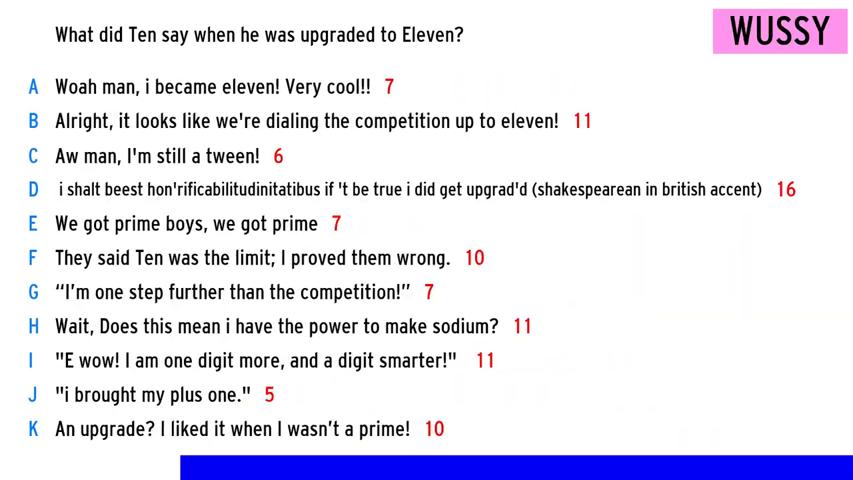 What did Ten say when he was upgraded to Eleven?
WUSSY
A Woah man, i became eleven! Very cool!! 7
B Alright, it looks like we're dialing the competition up to eleven! 11
C Aw man, I'm still a tween! 6
D i shalt beest hon'rificabilitudinitatibus if 't be true i did get upgrad'd (shakespearean in british accent) 16
E We got prime boys, we got prime 7
F They said Ten was the limit; I proved them wrong. 10
G “I’m one step further than the competition!” 7
H Wait, Does this mean i have the power to make sodium? 11
I "E wow! I am one digit more, and a digit smarter!" 11
J "i brought my plus one." 5
K An upgrade? I liked it when I wasn’t a prime! 10